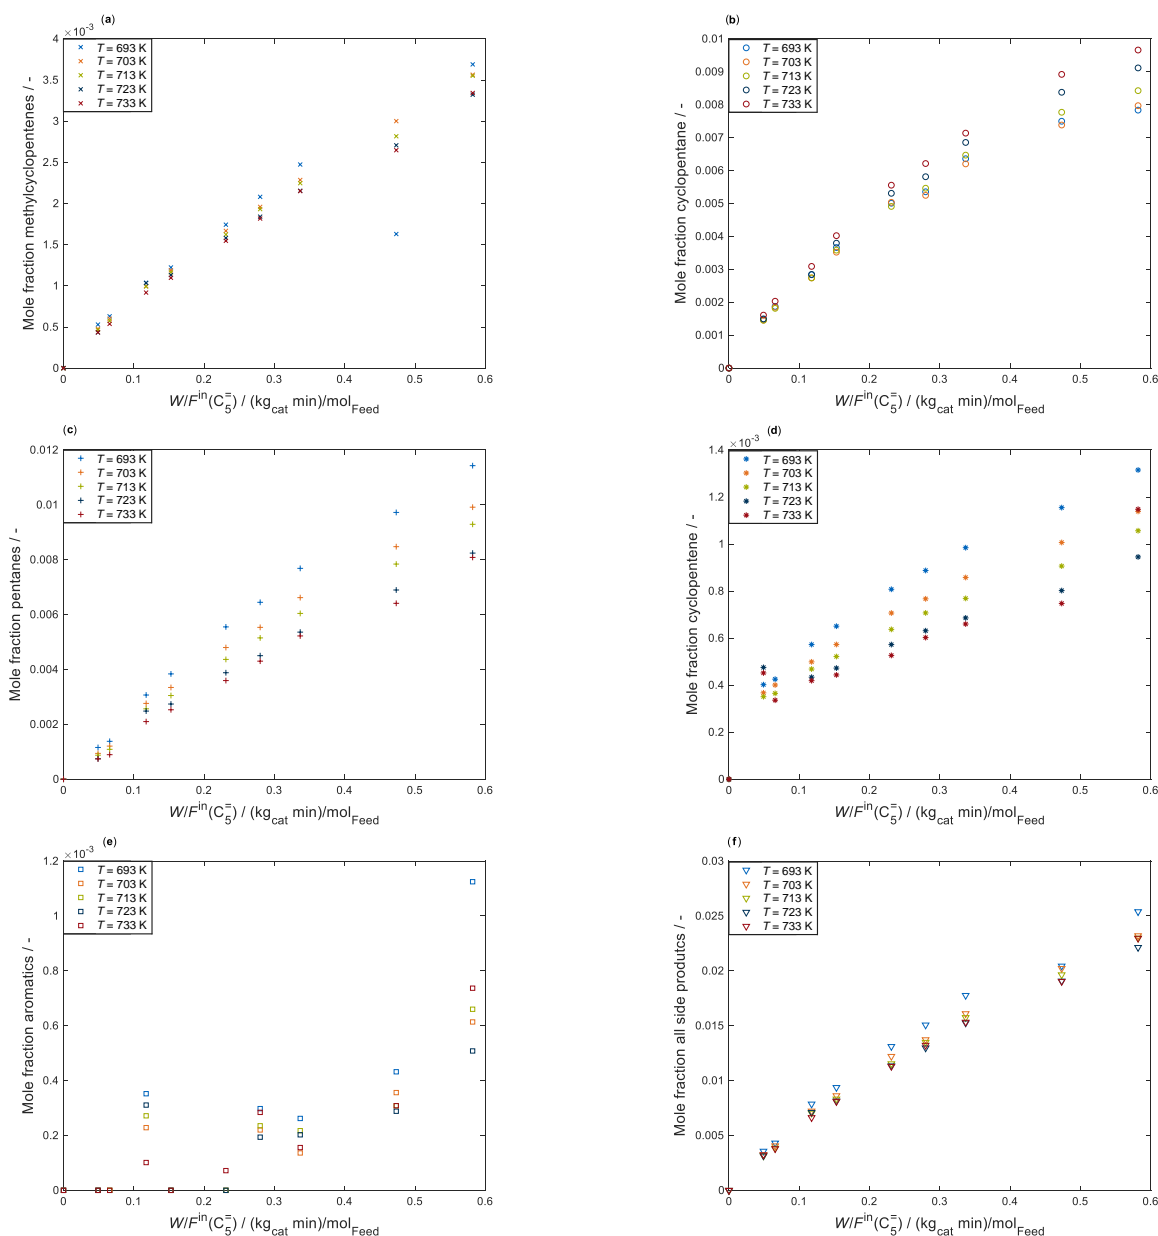 (a)
×10-3
4
3.5
3
2.5
2
1.5
1
0.5
0
Mole fraction methylcyclopentenes / -
T = 693 K
T = 703 K
T = 713 K
T = 723 K
T = 733 K
0 0.1 0.2 0.3 0.4 0.5 0.6
W/Fin(C5=) / (kgcat min)/molFeed
(b)
0.01
0.009
0.008
0.007
0.006
0.005
0.004
0.003
0.002
0.001
0
Mole fraction cyclopentane / -
T = 693 K
T = 703 K
T = 713 K
T = 723 K
T = 733 K
0 0.1 0.2 0.3 0.4 0.5 0.6
W/Fin(C5=) / (kgcat min)/molFeed
(c)
0.012
0.01
0.008
0.006
0.004
0.002
0
Mole fraction pentanes / -
T = 693 K
T = 703 K
T = 713 K
T = 723 K
T = 733 K
0 0.1 0.2 0.3 0.4 0.5 0.6
W/Fin(C5=) / (kgcat min)/molFeed
(d)
×10-3
1.4
1.2
1
0.8
0.6
0.4
0.2
0
Mole fraction cyclopentene / -
T = 693 K
T = 703 K
T = 713 K
T = 723 K
T = 733 K
0 0.1 0.2 0.3 0.4 0.5 0.6
W/Fin(C5=) / (kgcat min)/molFeed
(e)
×10-3
1.2
1
0.8
0.6
0.4
0.2
0
Mole fraction aromatics / -
T = 693 K
T = 703 K
T = 713 K
T = 723 K
T = 733 K
0 0.1 0.2 0.3 0.4 0.5 0.6
W/Fin(C5=) / (kgcat min)/molFeed
(f)
0.03
0.025
0.02
0.015
0.01
0.005
0
Mole fraction all side produtcs / -
T = 693 K
T = 703 K
T = 713 K
T = 723 K
T = 733 K
0 0.1 0.2 0.3 0.4 0.5 0.6
W/Fin(C5=) / (kgcat min)/molFeed